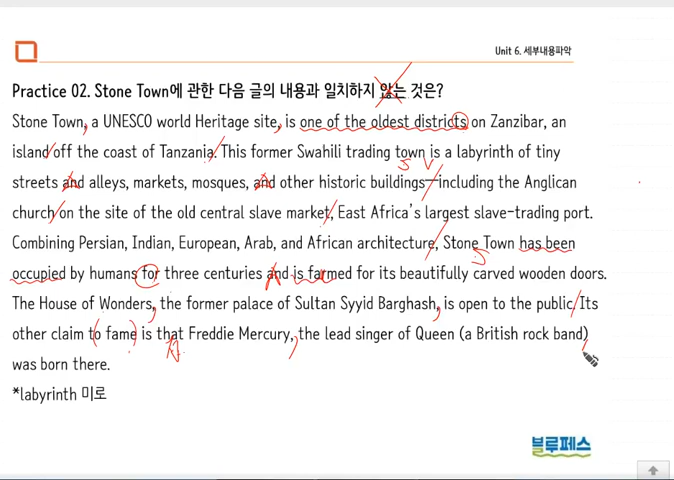 Unit 6. 세부내용파악
Practice 02. Stone Town에 관한 다음 글의 내용과 일치하지 않는 것은?
Stone Town, a UNESCO world Heritage site, is one of the oldest districts on Zanzibar, an
island off the coast of Tanzania. This former Swahili trading town is a labyrinth of tiny
streets and alleys, markets, mosques, and other historic buildings—including the Anglican
church on the site of the old central slave market, East Africa's largest slave-trading port.
Combining Persian, Indian, European, Arab, and African architecture, Stone Town has been
occupied by humans for three centuries and is farmed for its beautifully carved wooden doors.
The House of Wonders, the former palace of Sultan Syyid Barghash, is open to the public. Its
other claim to fame is that Freddie Mercury, the lead singer of Queen (a British rock band)
was born there.
*labyrinth 미로
블루페스